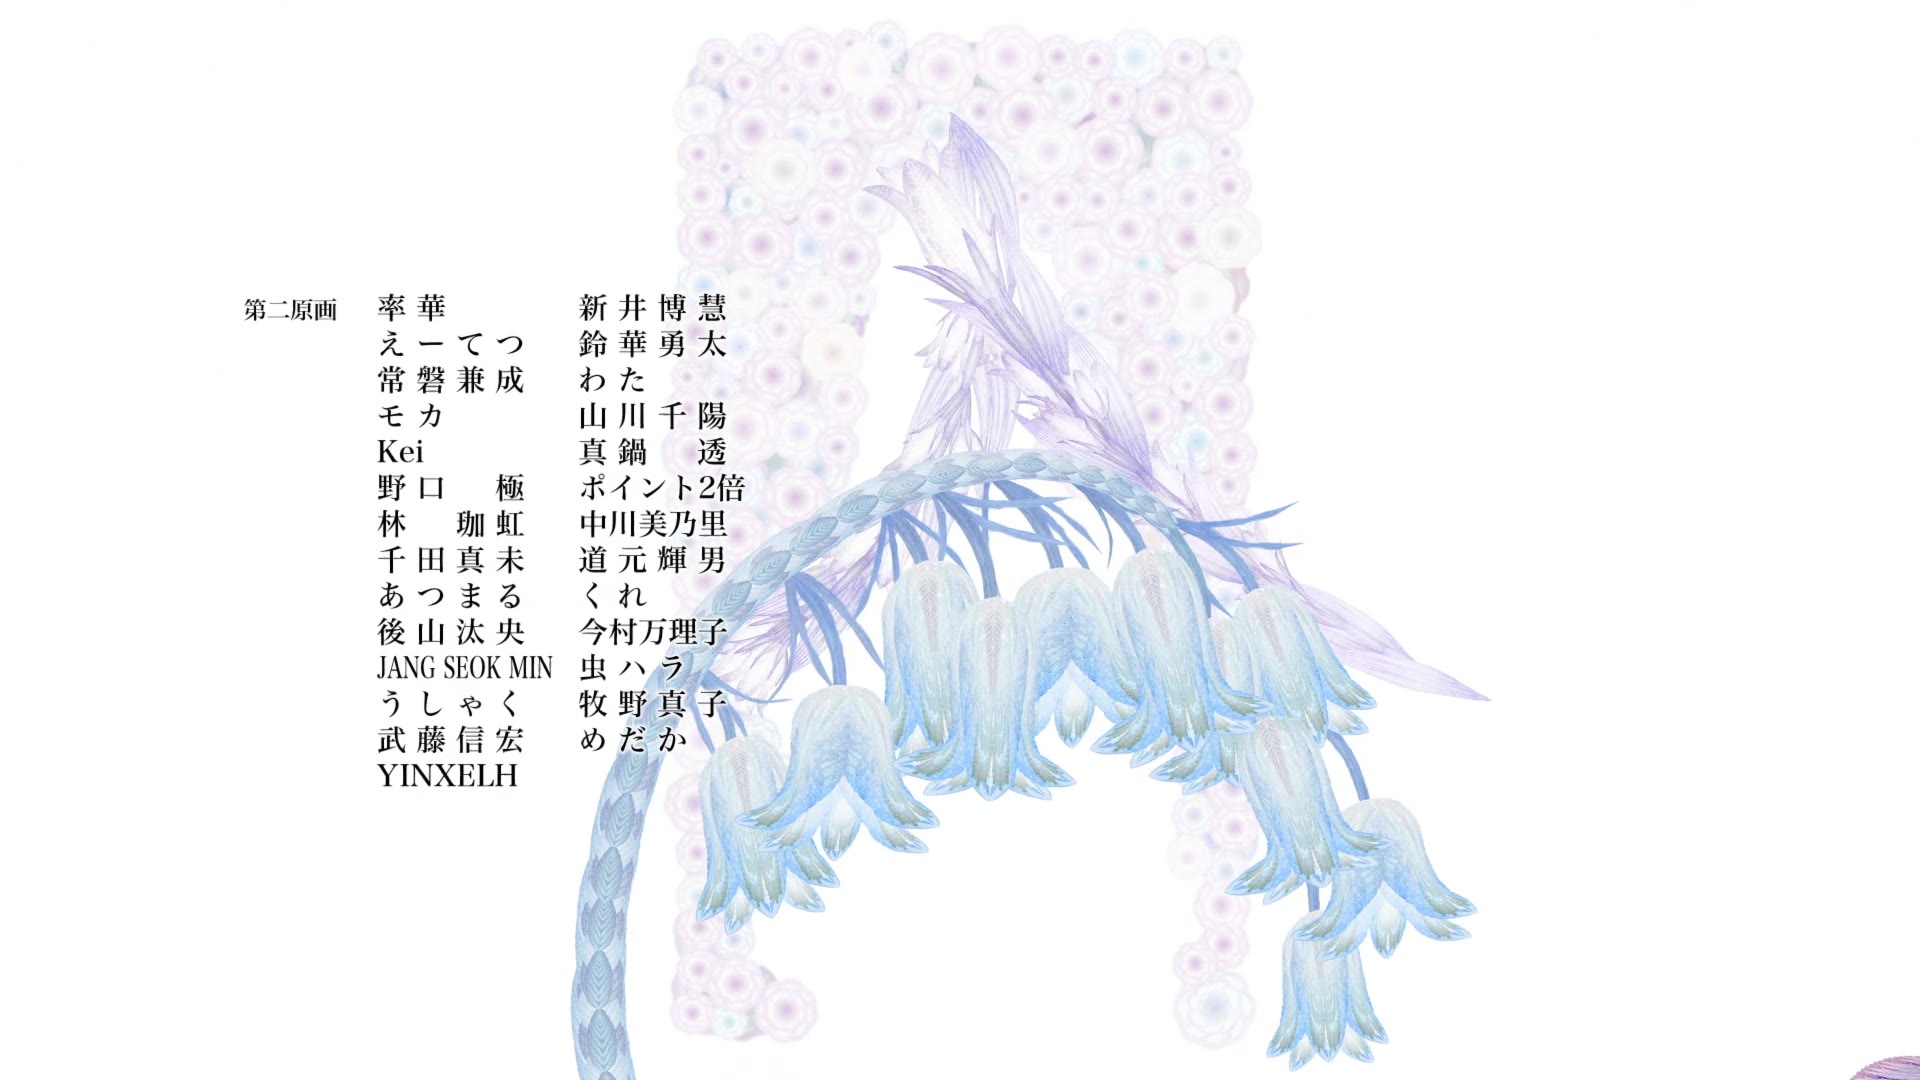 第二原画
率華 新井博慧
えーてつ 鈴華勇太
常磐兼成 わた
モカ 山川千陽
Kei 真鍋 透
野口 極 ポイント2倍
林 珈虹 中川美乃里
千田真未 道元輝男
あつまる くれ
後山汰央 今村万理子
JANG SEOK MIN 虫ハラ
うしゃく 牧野真子
武藤信宏 めだか
YINXELH